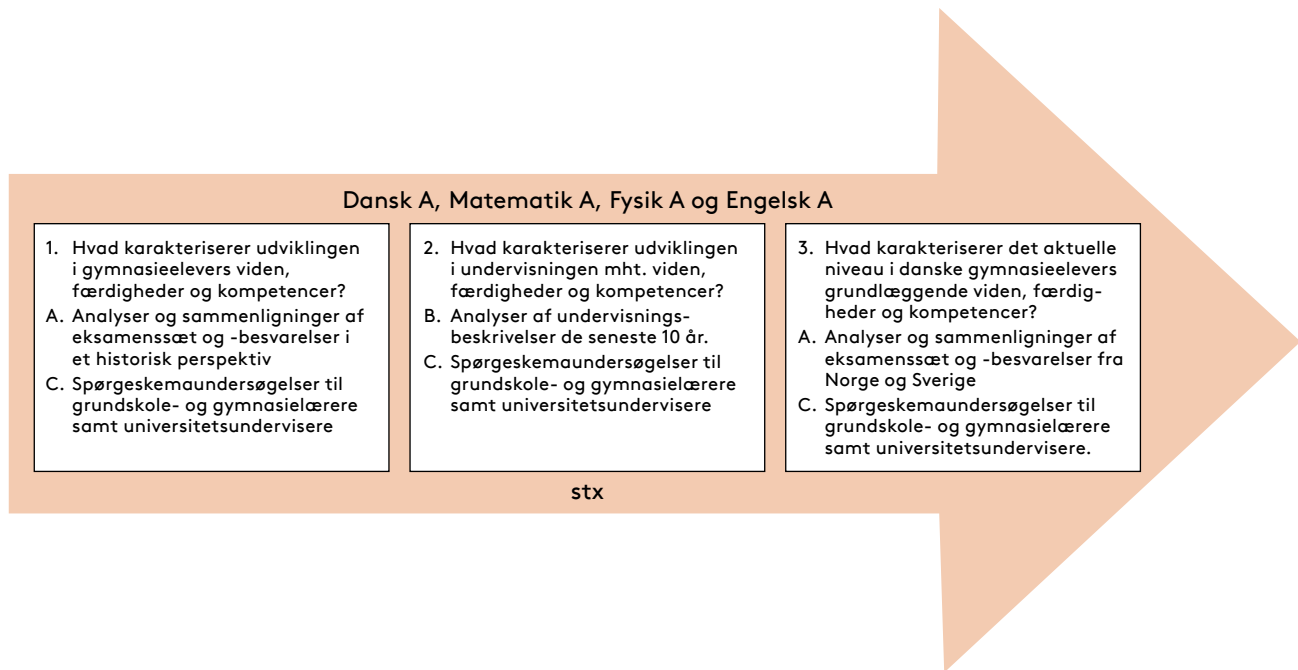 Dansk A, Matematik A, Fysik A og Engelsk A
1. Hvad karakteriserer udviklingen
i gymnasieelevers viden,
færdigheder og kompetencer?
A. Analyser og sammenligninger af
eksamenssæt og -besvarelser i
et historisk perspektiv
C. Spørgeskemaundersøgelser til
grundskole- og gymnasielærere
samt universitetsundervisere
2. Hvad karakteriserer udviklingen
i undervisningen mht. viden,
færdigheder og kompetencer?
B. Analyser af undervisnings-
beskrivelser de seneste 10 år.
C. Spørgeskemaundersøgelser til
grundskole- og gymnasielærere
samt universitetsundervisere
3. Hvad karakteriserer det aktuelle
niveau i danske gymnasieelevers
grundlæggende viden, færdig-
heder og kompetencer?
A. Analyser og sammenligninger af
eksamenssæt og -besvarelser fra
Norge og Sverige
C. Spørgeskemaundersøgelser til
grundskole- og gymnasielærere
samt universitetsundervisere.
stx